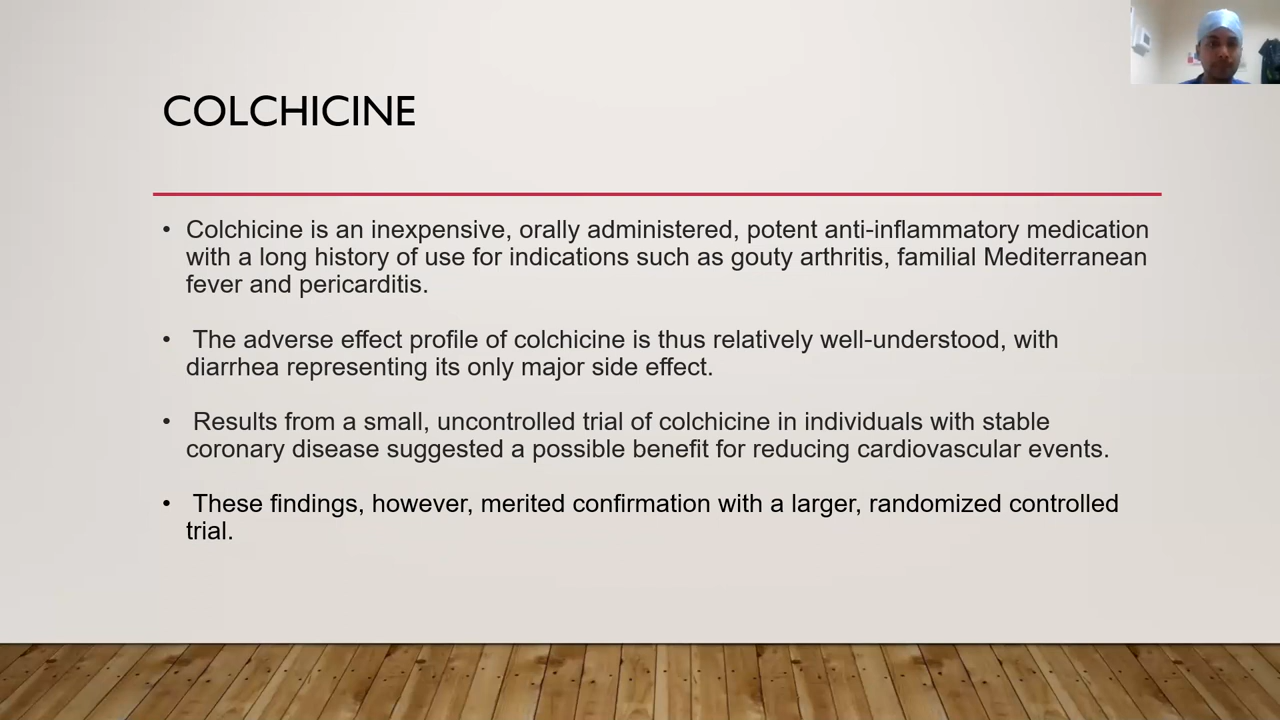 COLCHICINE
• Colchicine is an inexpensive, orally administered, potent anti-inflammatory medication
with a long history of use for indications such as gouty arthritis, familial Mediterranean
fever and pericarditis.
• The adverse effect profile of colchicine is thus relatively well-understood, with
diarrhea representing its only major side effect.
• Results from a small, uncontrolled trial of colchicine in individuals with stable
coronary disease suggested a possible benefit for reducing cardiovascular events.
• These findings, however, merited confirmation with a larger, randomized controlled
trial.